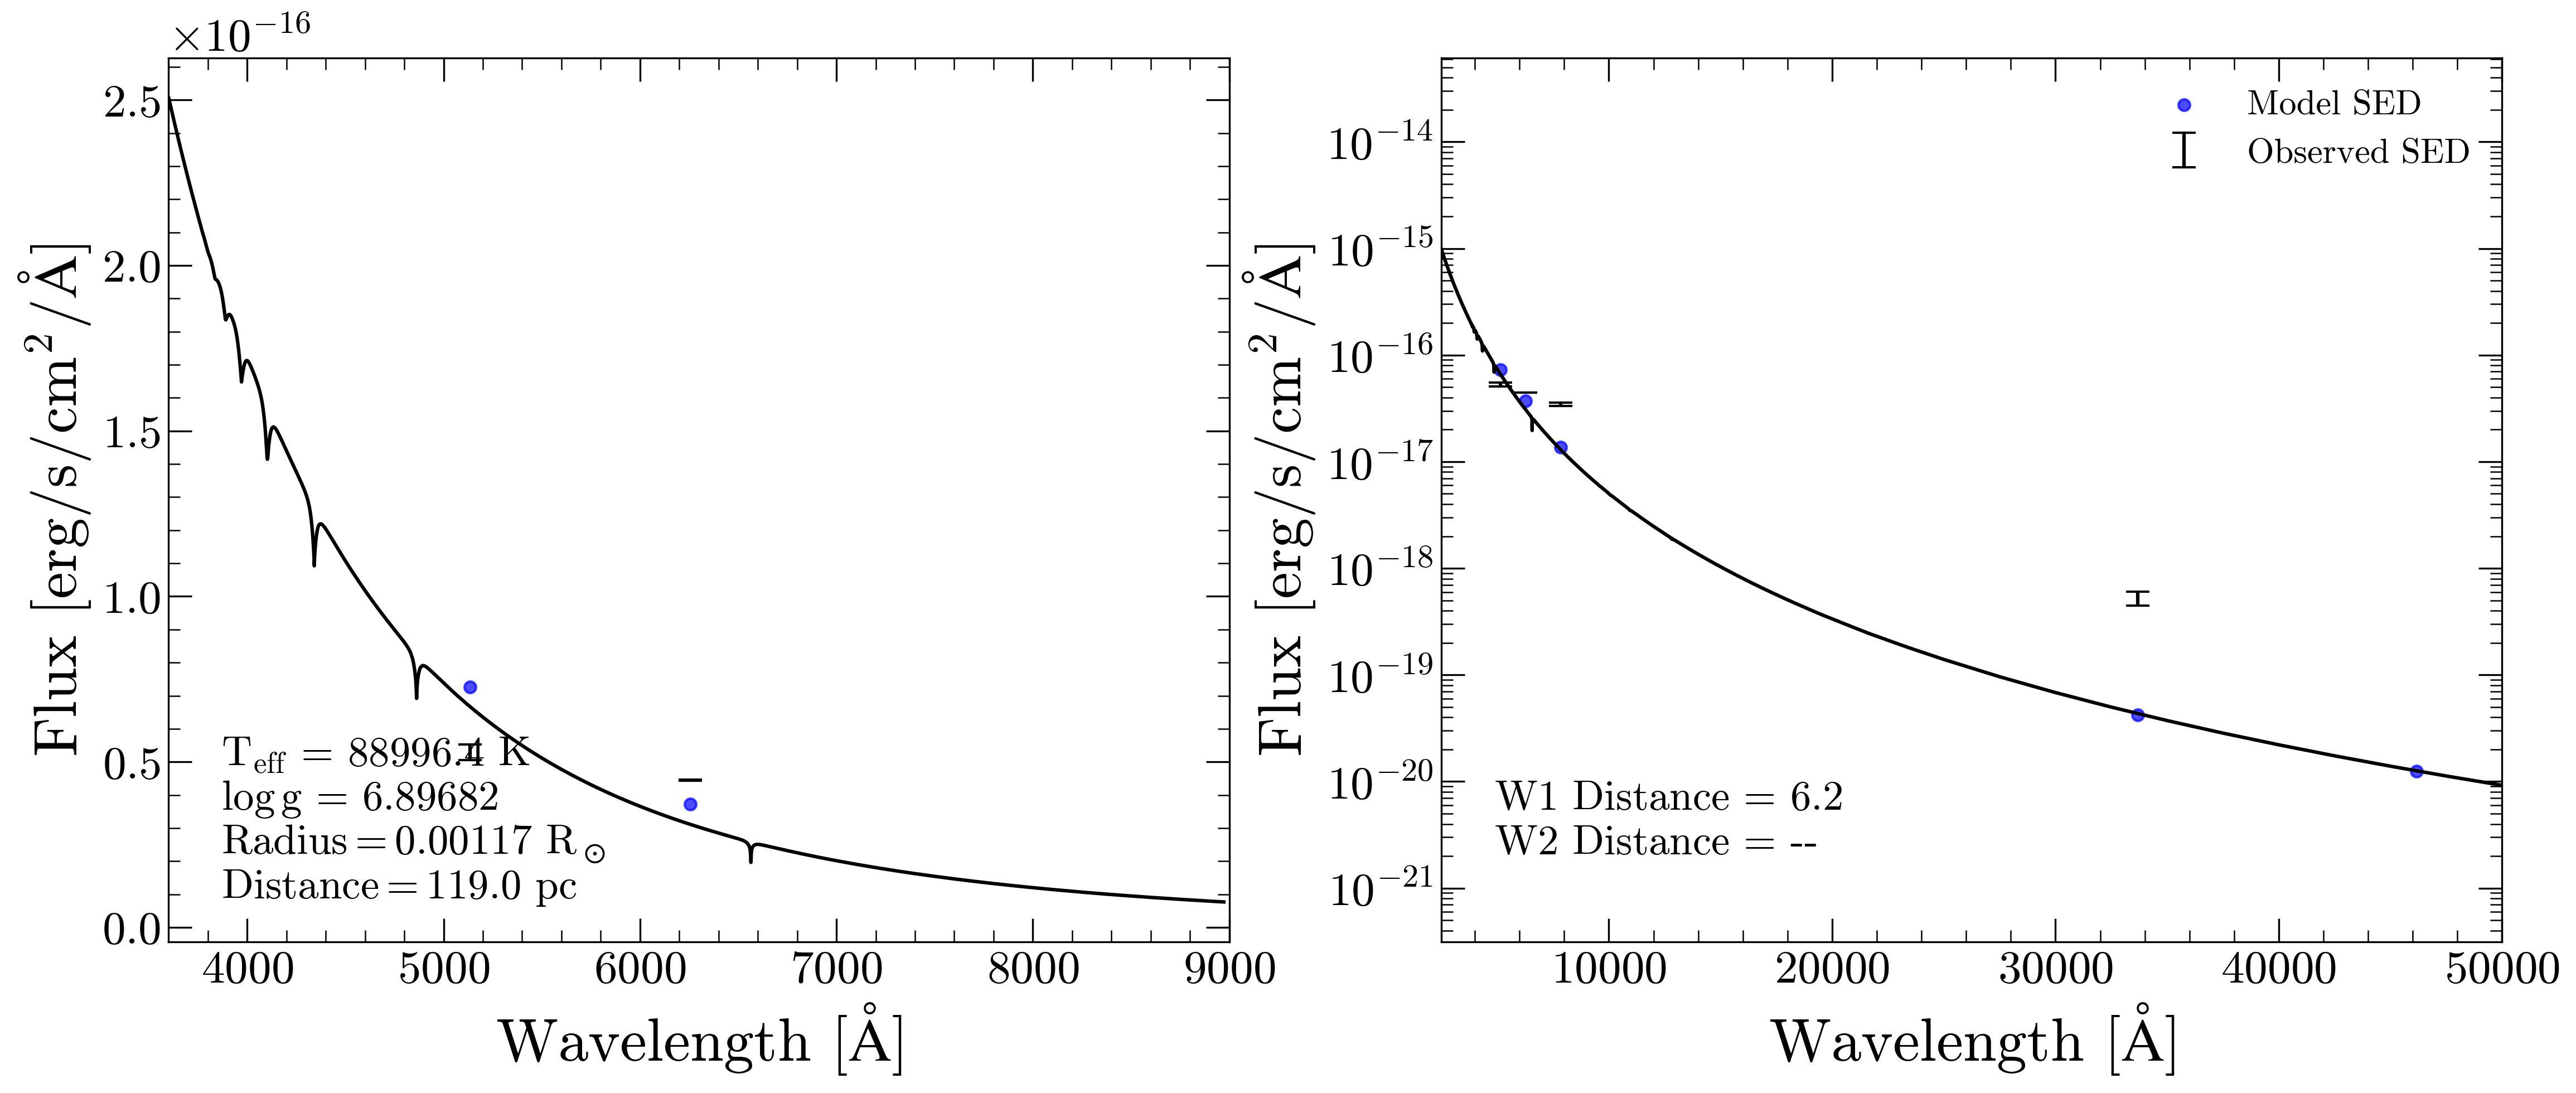 ×10⁻¹⁶
Flux [erg/s/cm²/Å]
2.5
2.0
1.5
1.0
0.5
0.0
T_eff = 88996.4 K
log g = 6.89682
Radius = 0.00117 R_⊙
Distance = 119.0 pc
4000 5000 6000 7000 8000 9000
Wavelength [Å]
Flux [erg/s/cm²/Å]
10⁻¹⁴
10⁻¹⁵
10⁻¹⁶
10⁻¹⁷
10⁻¹⁸
10⁻¹⁹
10⁻²⁰
10⁻²¹
Model SED
Observed SED
W1 Distance = 6.2
W2 Distance = --
10000 20000 30000 40000 50000
Wavelength [Å]